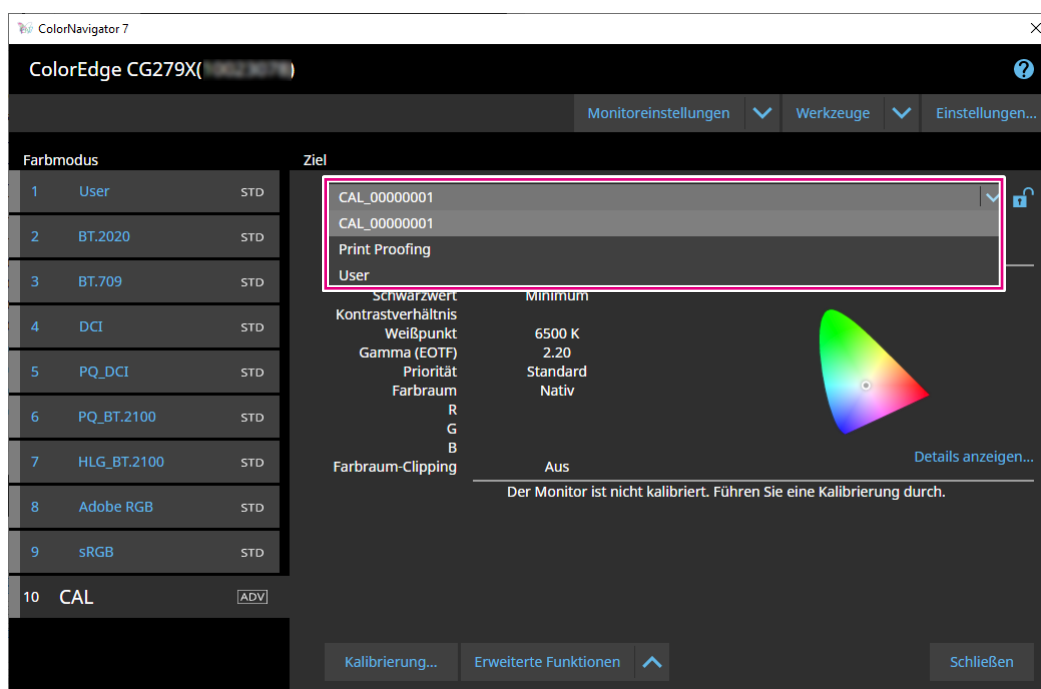 ColorNavigator 7
ColorEdge CG279X( )
Monitoreinstellungen Werkzeuge Einstellungen...
Farbmodus
1 User STD
2 BT.2020 STD
3 BT.709 STD
4 DCI STD
5 PQ_DCI STD
6 PQ_BT.2100 STD
7 HLG_BT.2100 STD
8 Adobe RGB STD
9 sRGB STD
10 CAL ADV
Ziel
CAL_00000001
CAL_00000001
Print Proofing
User
Schwarzwert Minimum
Kontrastverhältnis
Weißpunkt 6500 K
Gamma (EOTF) 2.20
Priorität Standard
Farbraum Nativ
R
G
B
Farbraum-Clipping Aus
Details anzeigen...
Der Monitor ist nicht kalibriert. Führen Sie eine Kalibrierung durch.
Kalibrierung... Erweiterte Funktionen Schließen